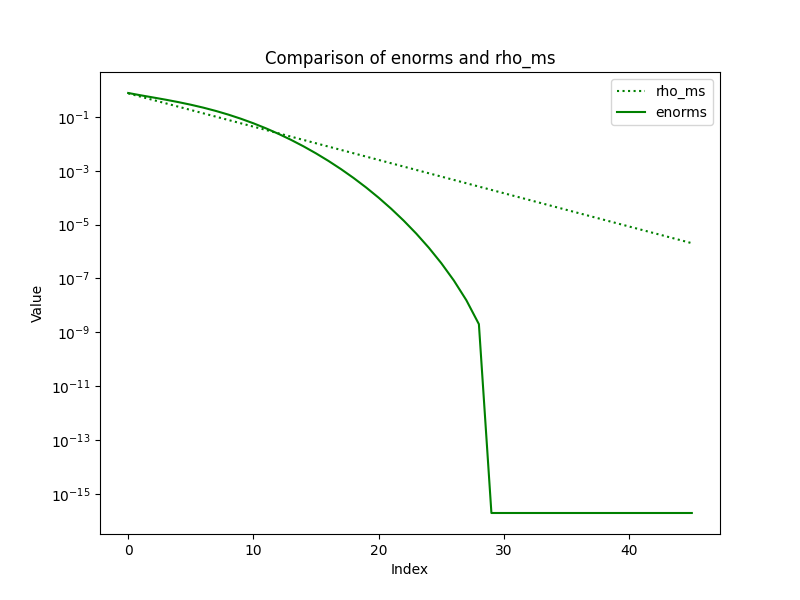 Comparison of enorms and rho_ms
rho_ms
enorms
10⁻¹
10⁻³
10⁻⁵
10⁻⁷
10⁻⁹
10⁻¹¹
10⁻¹³
10⁻¹⁵
Value
0 10 20 30 40
Index